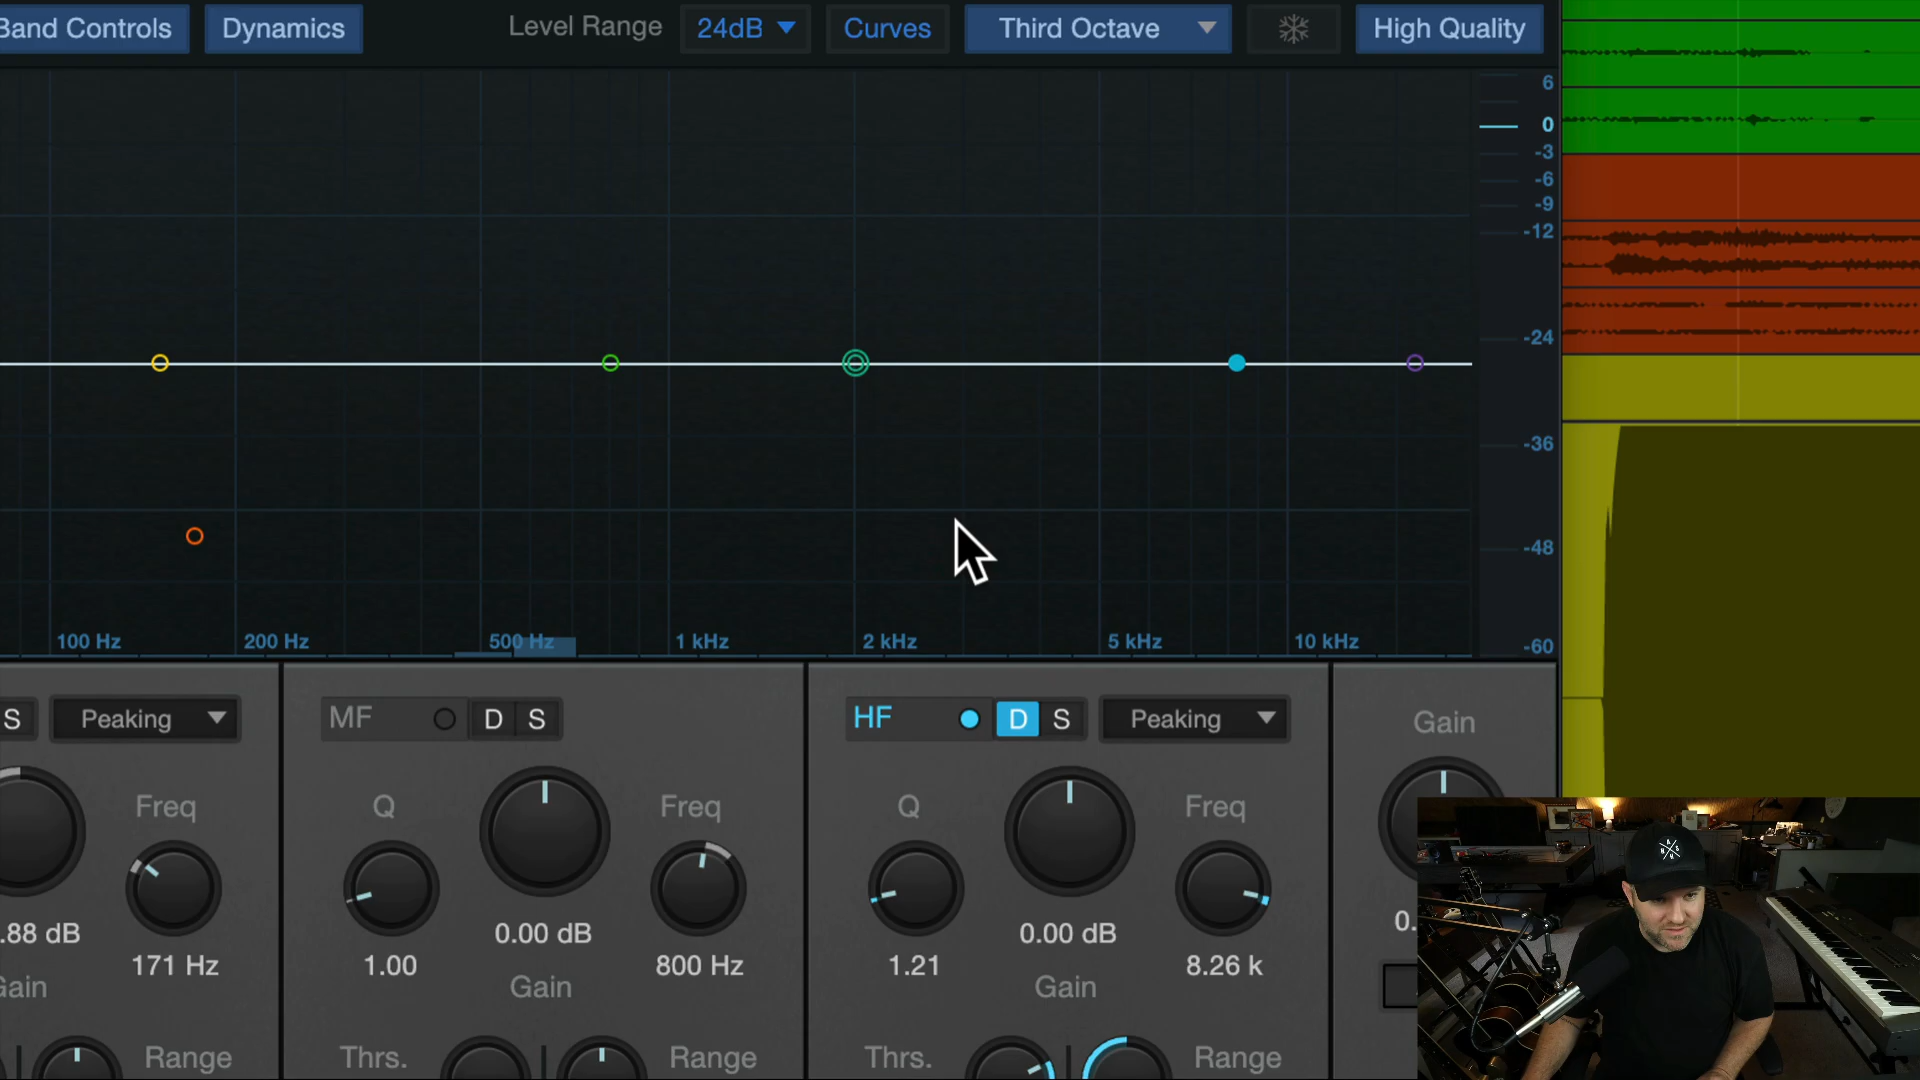 Band Controls
Dynamics
Level Range
24dB
Curves
Third Octave
High Quality
6
0
-3
-6
-9
-12
-24
-36
-48
-60
100 Hz
200 Hz
500 Hz
1 kHz
2 kHz
5 kHz
10 kHz
S
Peaking
MF
D
S
HF
D
S
Peaking
Gain
Freq
Q
Freq
Q
Freq
.88 dB
171 Hz
1.00
0.00 dB
800 Hz
1.21
0.00 dB
8.26 k
0.
Gain
Gain
Gain
Range
Thrs.
Range
Thrs.
Range